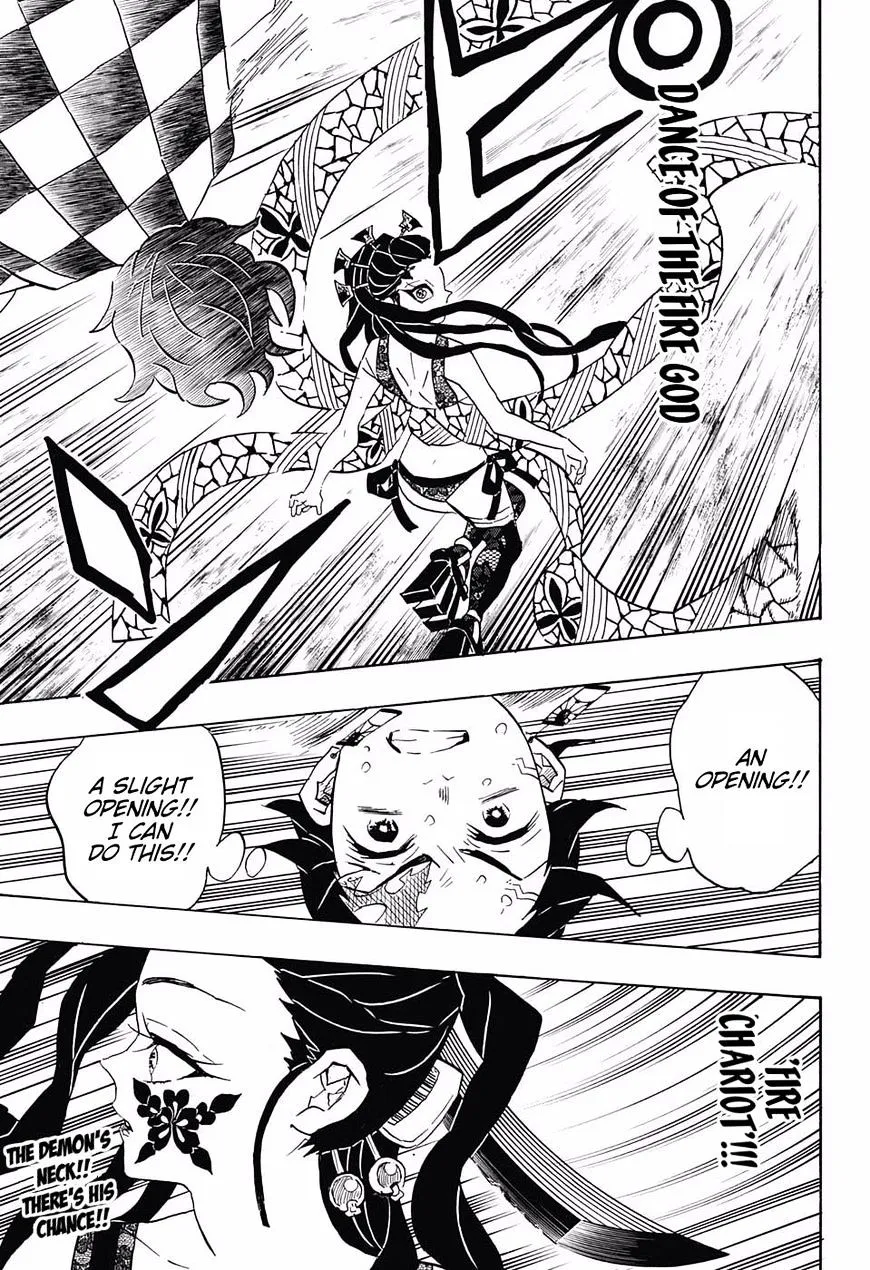 DANCE OF THE FIRE GOD
AN
OPENING!!
A SLIGHT
OPENING!!
I CAN
DO THIS!!
'FIRE
CHARIOT'!!!
THE DEMON'S
NECK!!
THERE'S HIS
CHANCE!!